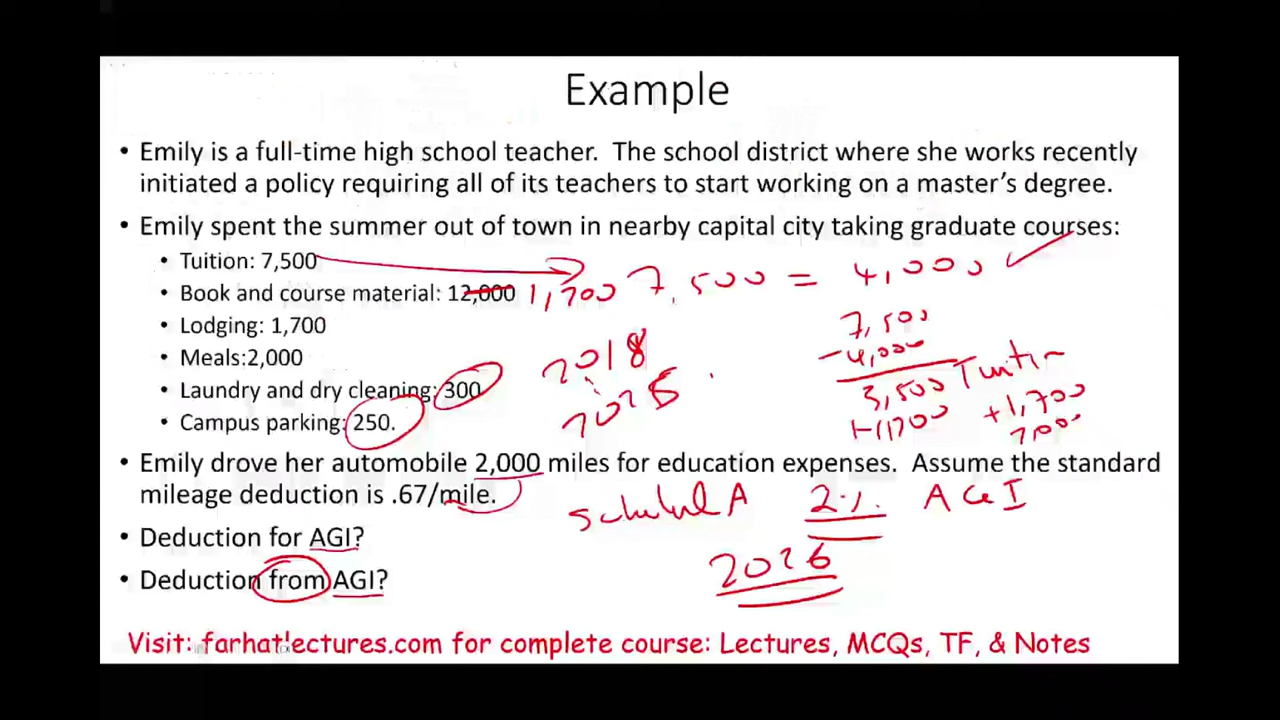 Example
• Emily is a full-time high school teacher. The school district where she works recently
initiated a policy requiring all of its teachers to start working on a master's degree.
• Emily spent the summer out of town in nearby capital city taking graduate courses:
• Tuition: 7,500
7,500 = 4,000
• Book and course material: 12,000 1,700
• Lodging: 1,700
7,500
-4,000
3,500 Tuition
+1,700
+1,700
2,000
• Meals:2,000
2018
2025
• Laundry and dry cleaning: 300
• Campus parking: 250.
• Emily drove her automobile 2,000 miles for education expenses. Assume the standard
mileage deduction is .67/mile.
Schedul A 2% AGI
• Deduction for AGI?
2026
• Deduction from AGI?
Visit: farhatlectures.com for complete course: Lectures, MCQs, TF, & Notes